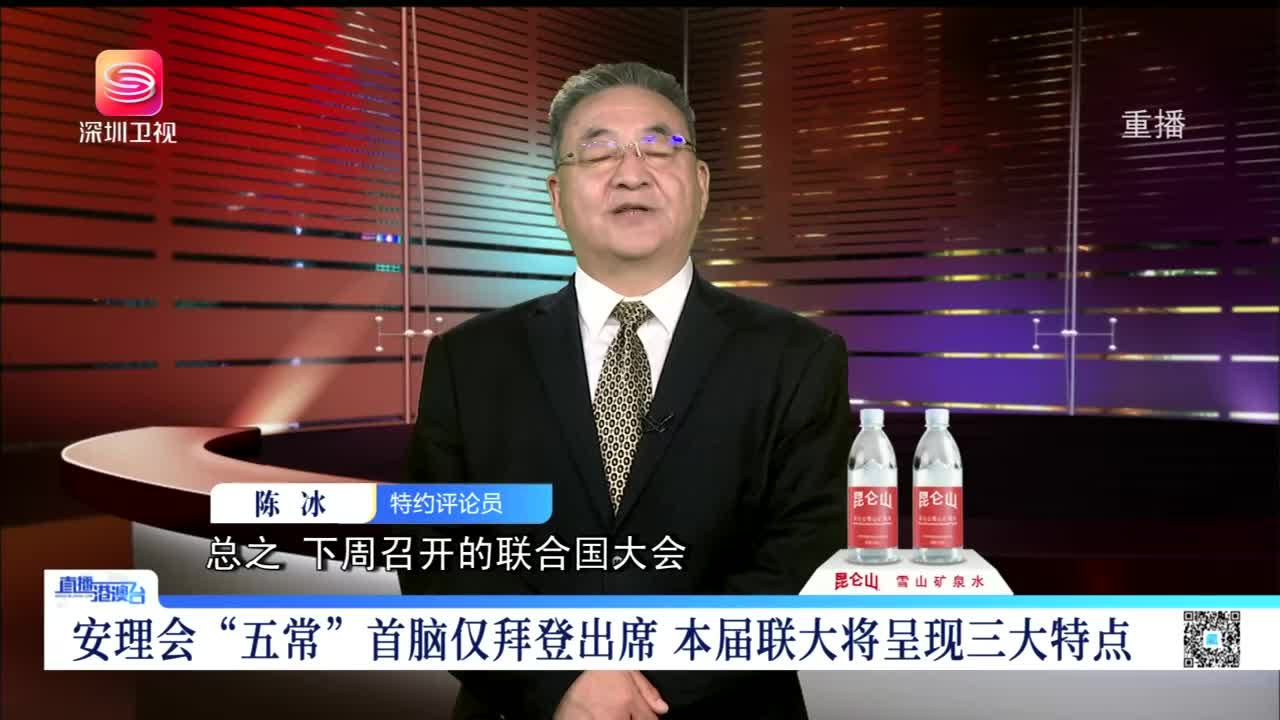 深圳卫视
重播
陈冰
特约评论员
总之 下周召开的联合国大会
昆仑山
昆仑山
昆仑山 雪山矿泉水
直播港澳台
安理会“五常”首脑仅拜登出席 本届联大将呈现三大特点